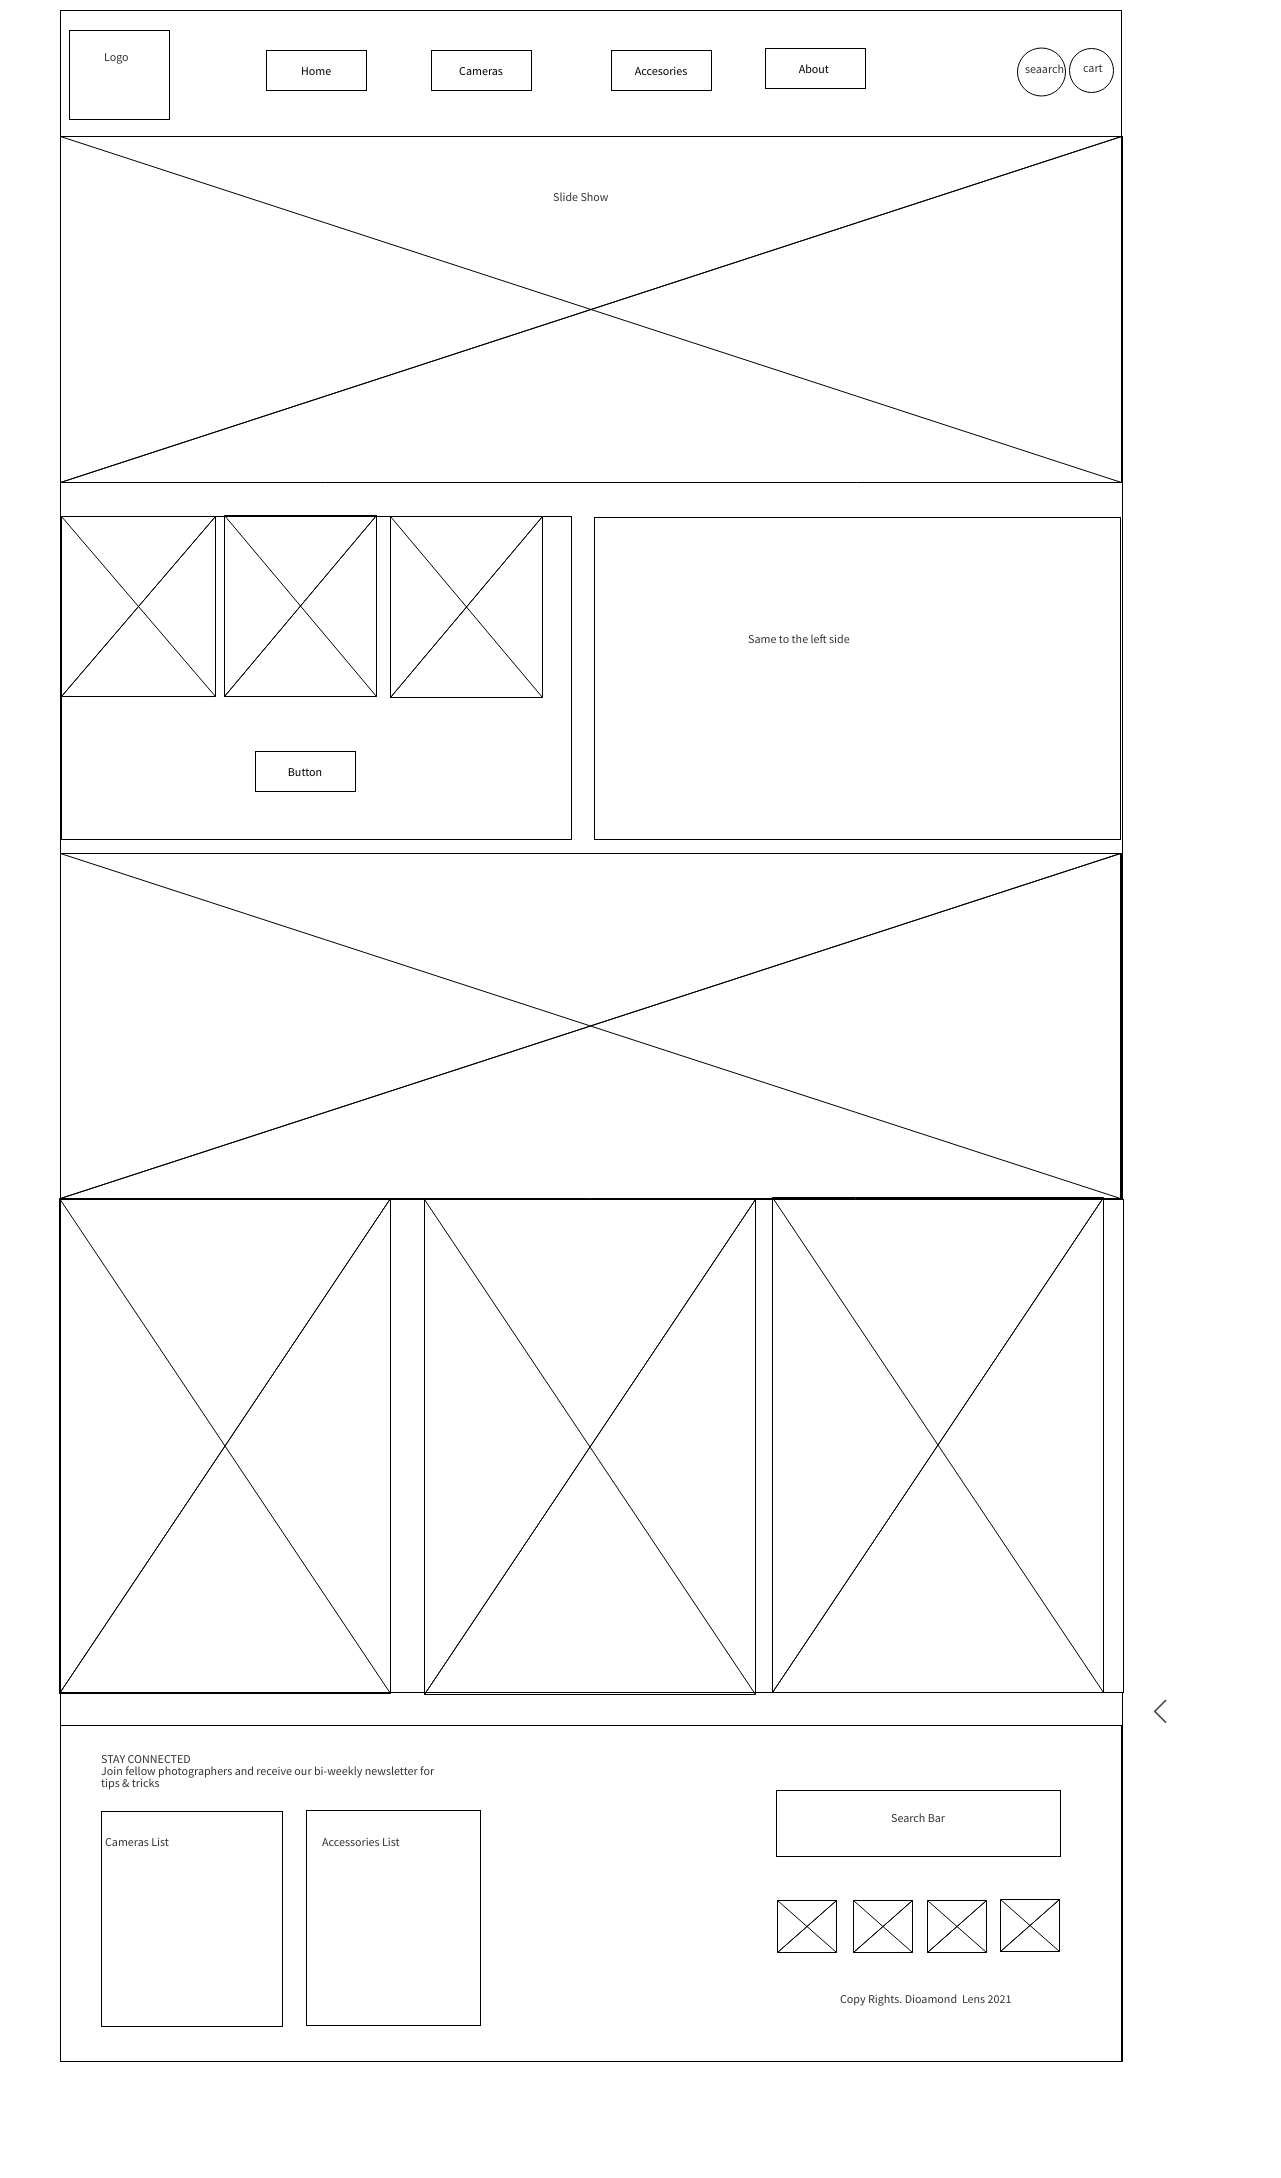 Logo
Home
Cameras
Accesories
About
seaarch
cart
Slide Show
Same to the left side
Button
STAY CONNECTED
Join fellow photographers and receive our bi-weekly newsletter for
tips & tricks
Cameras List
Accessories List
Search Bar
Copy Rights. Dioamond  Lens 2021